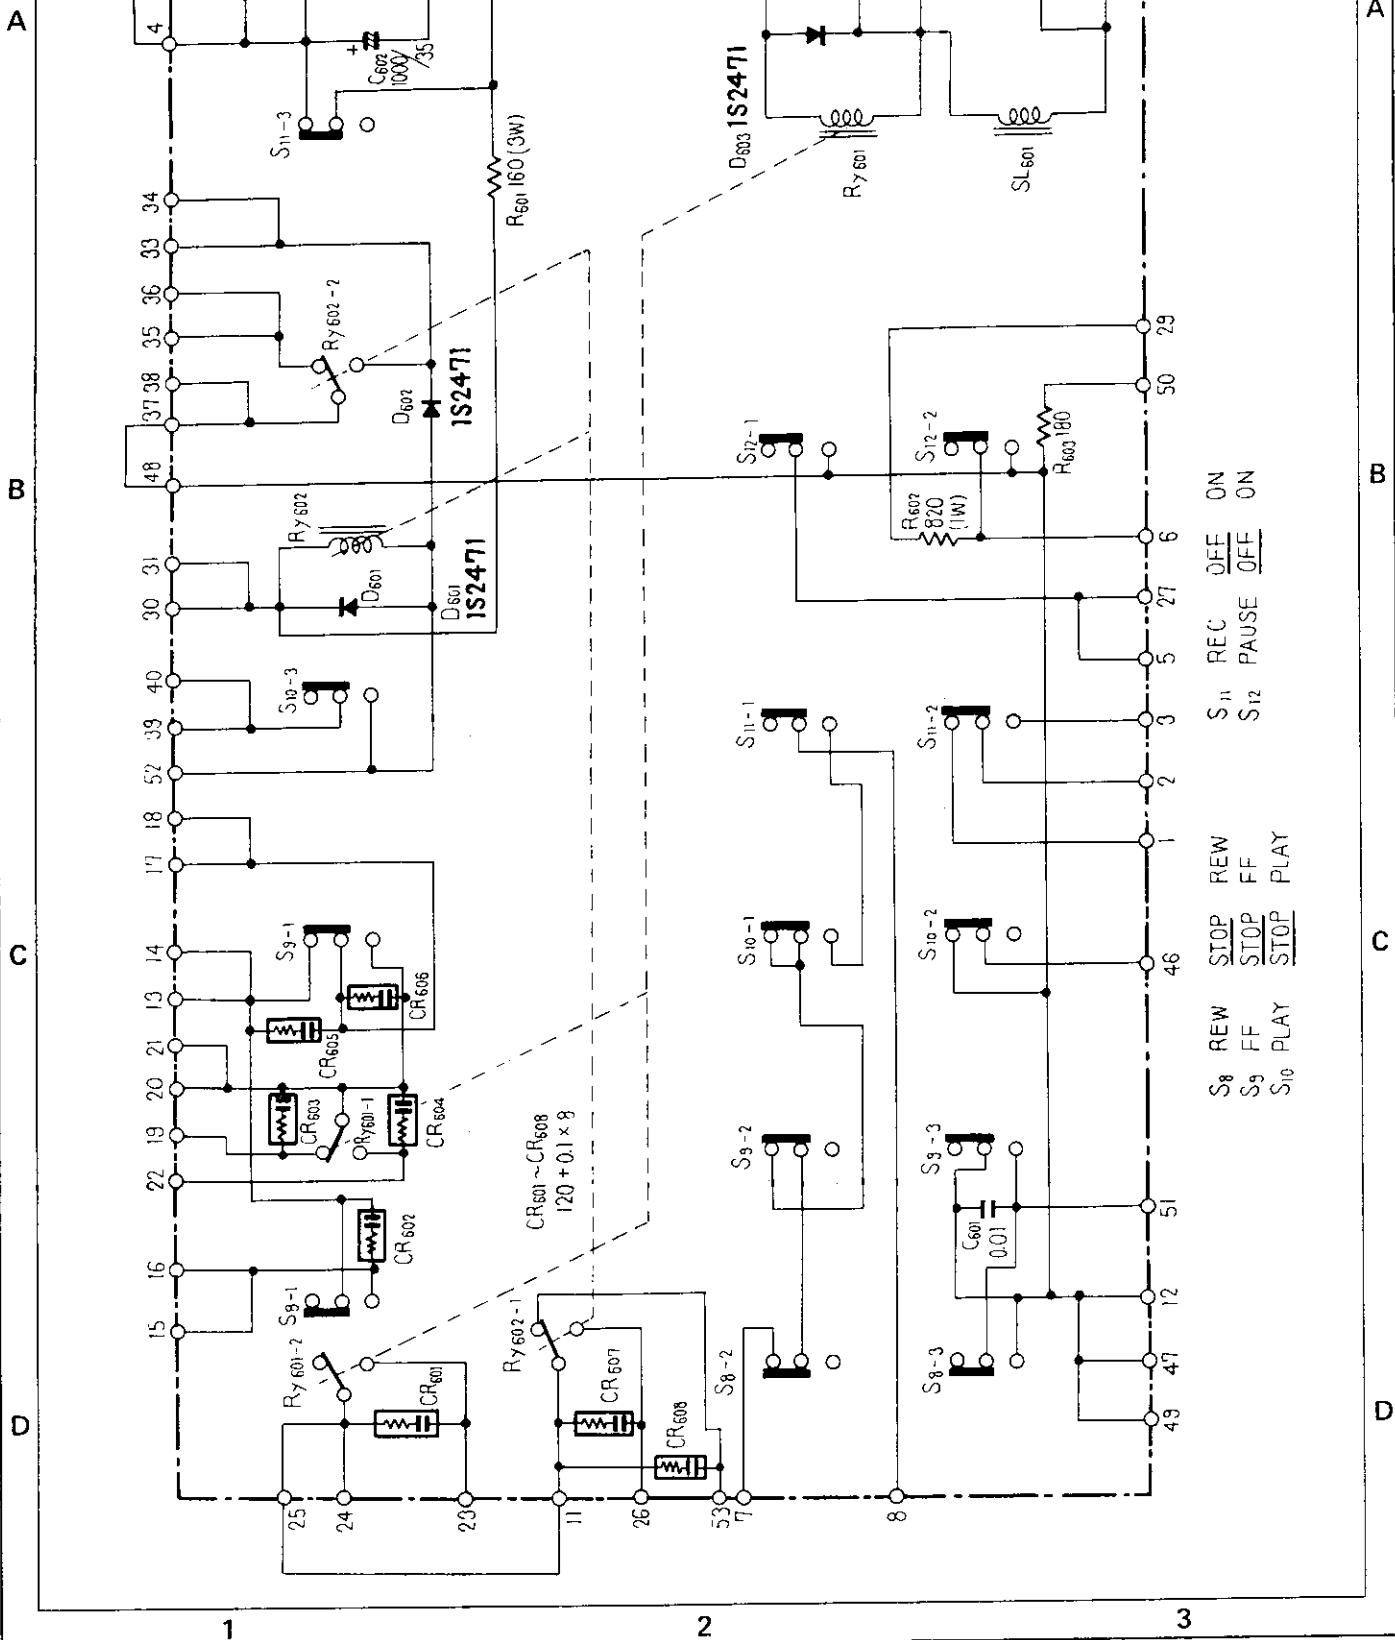 A
A
4
+
C602
1000/35
S11-3
R601 160 (3W)
D603 1S2471
Ry601
SL601
34
33
36
35
38
37
48
Ry602-2
D602
1S2471
B
B
Ry602
31
30
D601
D601
1S2471
S12-1
S12-2
29
50
R603 180
R602
820
(1W)
6
27
5
3
2
1
46
40
39
52
S10-3
S11-1
S11-2
S11 REC OFF ON
S12 PAUSE OFF ON
18
17
14
13
21
20
19
22
16
15
C
C
S9-1
CR606
CR605
CR603
Ry601-1
CR604
CR602
S8-1
S10-1
S10-2
S8 REW STOP REW
S9 FF STOP FF
S10 PLAY STOP PLAY
CR601~CR608
120 + 0.1 × 8
S9-2
S9-3
C601
0.01
51
12
47
49
Ry601-2
CR601
Ry602-1
CR607
CR608
S8-2
S8-3
D
D
25
24
23
11
26
53
7
8
1
2
3